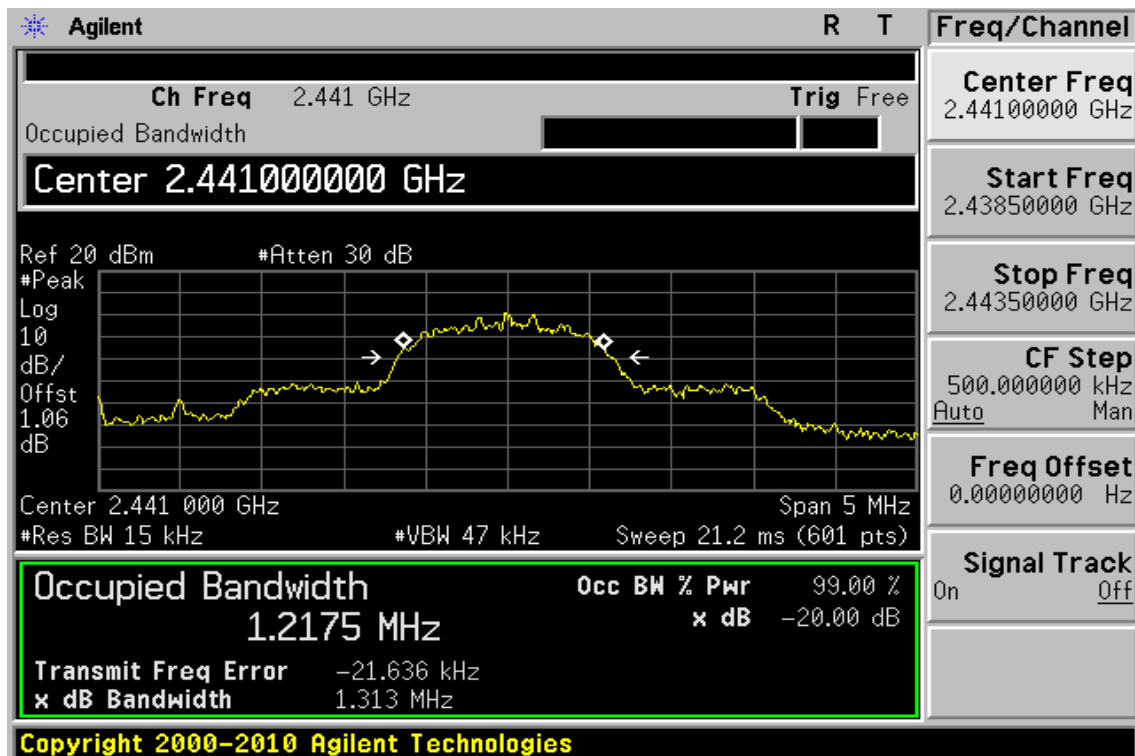 Agilent R T
Ch Freq 2.441 GHz Trig Free
Occupied Bandwidth
Center 2.441000000 GHz
Ref 20 dBm #Atten 30 dB
#Peak
Log
10
dB/
Offst
1.06
dB
Center 2.441 000 GHz Span 5 MHz
#Res BW 15 kHz #VBW 47 kHz Sweep 21.2 ms (601 pts)
Occupied Bandwidth Occ BW % Pwr 99.00 %
1.2175 MHz x dB -20.00 dB
Transmit Freq Error -21.636 kHz
x dB Bandwidth 1.313 MHz
Copyright 2000-2010 Agilent Technologies
Freq/Channel
Center Freq
2.44100000 GHz
Start Freq
2.43850000 GHz
Stop Freq
2.44350000 GHz
CF Step
500.000000 kHz
Auto Man
Freq Offset
0.00000000 Hz
Signal Track
On Off